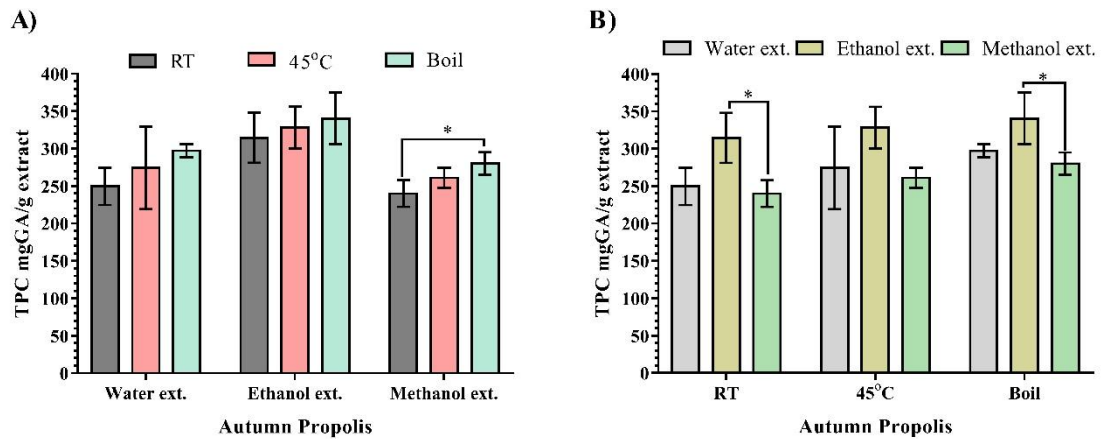 A)
RT 45°C Boil
TPC mgGA/g extract
400
350
300
250
200
150
100
50
0
*
Water ext. Ethanol ext. Methanol ext.
Autumn Propolis
B)
Water ext. Ethanol ext. Methanol ext.
TPC mgGA/g extract
400
350
300
250
200
150
100
50
0
* *
RT 45°C Boil
Autumn Propolis